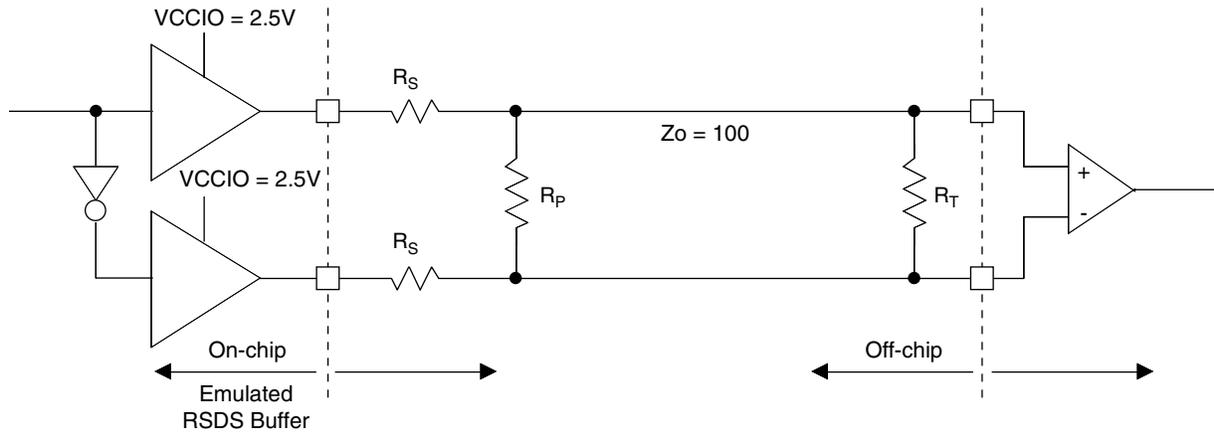 VCCIO = 2.5V
RS
Zo = 100
VCCIO = 2.5V
RP
RT
+
-
RS
On-chip
Off-chip
Emulated
RSDS Buffer